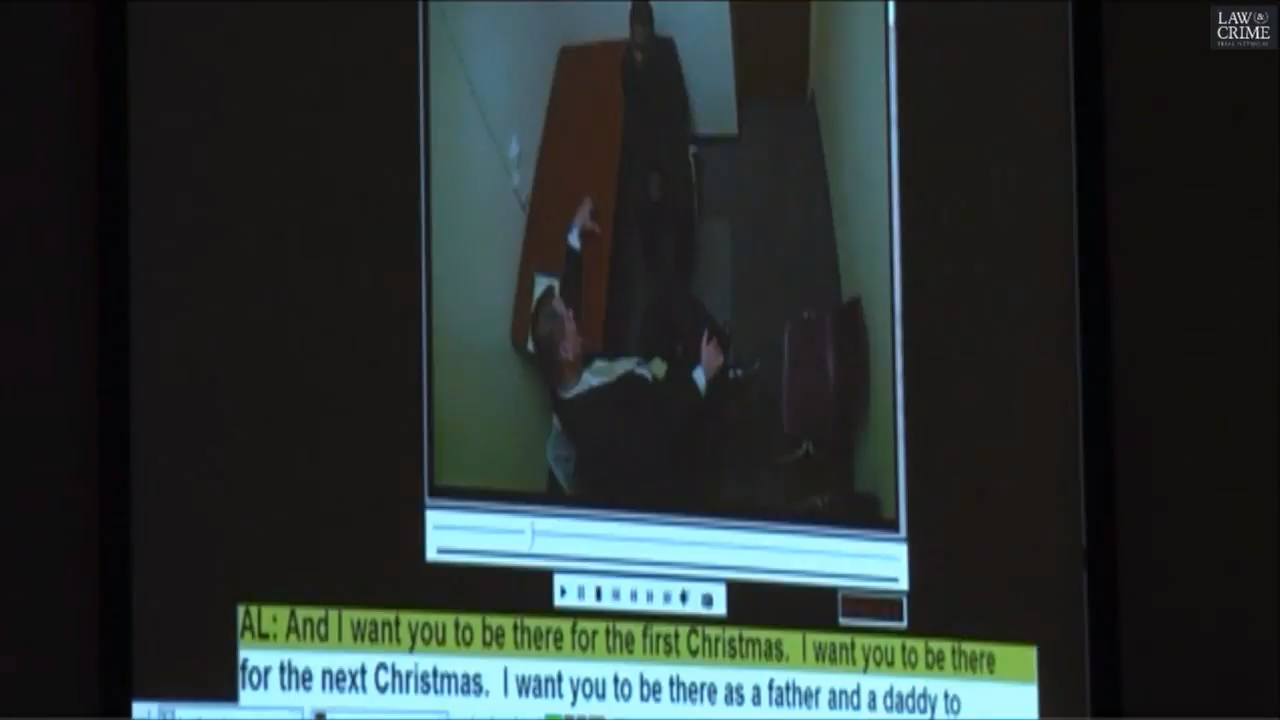 LAW &
CRIME
AL: And I want you to be there for the first Christmas. I want you to be there
for the next Christmas. I want you to be there as a father and a daddy to